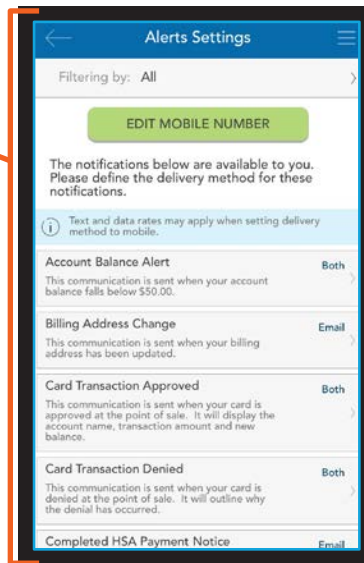 Alerts Settings
Filtering by: All
EDIT MOBILE NUMBER
The notifications below are available to you.
Please define the delivery method for these
notifications.
Text and data rates may apply when setting delivery
method to mobile.
Account Balance Alert
Both
This communication is sent when your account
balance falls below $50.00.
Billing Address Change
Email
This communication is sent when your billing
address has been updated.
Card Transaction Approved
Both
This communication is sent when your card is
approved at the point of sale. It will display the
account name, transaction amount and new
balance.
Card Transaction Denied
Both
This communication is sent when your card is
denied at the point of sale. It will outline why
the denial has occurred.
Completed HSA Payment Notice
Email